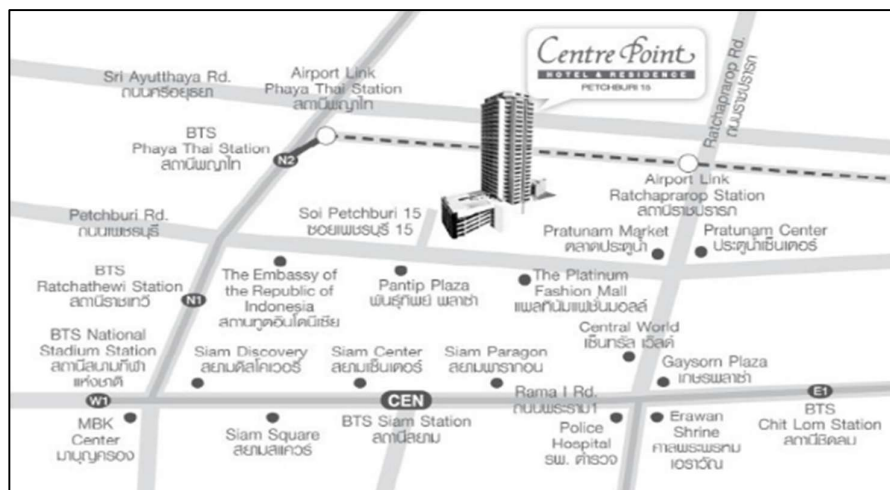 Centre Point
HOTEL & RESIDENCE
PETCHBURI 15
Ratchaprarop Rd.
ถนนราชปรารภ
Sri Ayutthaya Rd.
ถนนศรีอยุธยา
Airport Link
Phaya Thai Station
สถานีพญาไท
BTS
Phaya Thai Station
สถานีพญาไท
N2
Airport Link
Ratchaprarop Station
สถานีราชปรารภ
Petchburi Rd.
ถนนเพชรบุรี
Soi Petchburi 15
ซอยเพชรบุรี 15
Pratunam Market
ตลาดประตูน้ำ
Pratunam Center
ประตูน้ำเซ็นเตอร์
BTS
Ratchathewi Station
สถานีราชเทวี
N1
The Embassy of
the Republic of
Indonesia
สถานทูตอินโดนีเซีย
Pantip Plaza
พันธุ์ทิพย์ พลาซ่า
The Platinum
Fashion Mall
แพลทินัมแฟชั่นมอลล์
Central World
เซ็นทรัล เวิลด์
BTS National
Stadium Station
สถานีสนามกีฬา
แห่งชาติ
Siam Discovery
สยามดิสโคเวอรี่
Siam Center
สยามเซ็นเตอร์
Siam Paragon
สยามพารากอน
Gaysorn Plaza
เกษรพลาซ่า
W1
CEN
Rama I Rd.
ถนนพระราม1
E1
MBK
Center
มาบุญครอง
Siam Square
สยามสแควร์
BTS Siam Station
สถานีสยาม
Police
Hospital
รพ. ตำรวจ
Erawan
Shrine
ศาลพระพรหม
เอราวัณ
BTS
Chit Lom Station
สถานีชิดลม